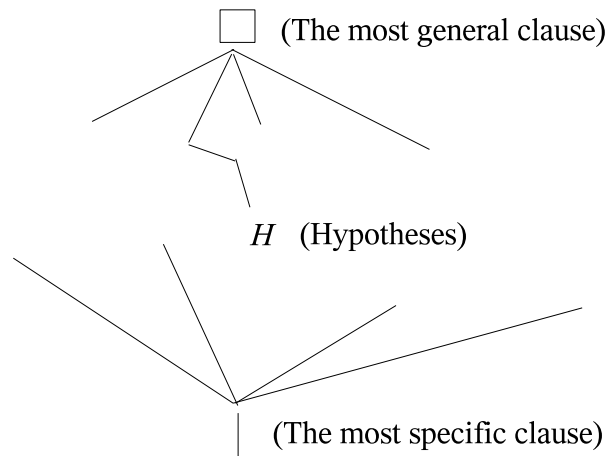 (The most general clause)
H (Hypotheses)
(The most specific clause)